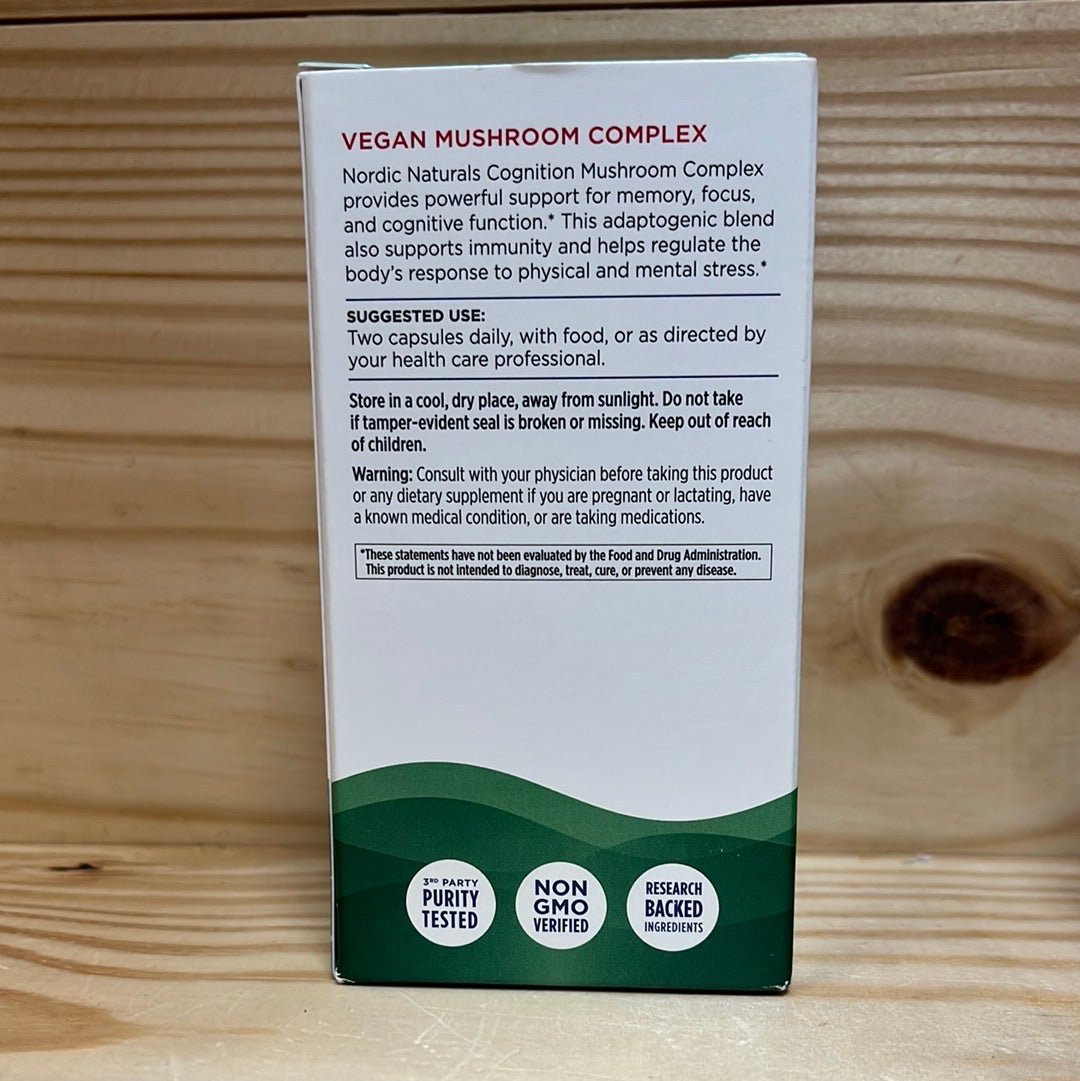 VEGAN MUSHROOM COMPLEX
Nordic Naturals Cognition Mushroom Complex
provides powerful support for memory, focus,
and cognitive function.* This adaptogenic blend
also supports immunity and helps regulate the
body's response to physical and mental stress.*
SUGGESTED USE:
Two capsules daily, with food, or as directed by
your health care professional.
Store in a cool, dry place, away from sunlight. Do not take
if tamper-evident seal is broken or missing. Keep out of reach
of children.
Warning: Consult with your physician before taking this product
or any dietary supplement if you are pregnant or lactating, have
a known medical condition, or are taking medications.
*These statements have not been evaluated by the Food and Drug Administration.
This product is not intended to diagnose, treat, cure, or prevent any disease.
3RD PARTY
PURITY
TESTED
NON
GMO
VERIFIED
RESEARCH
BACKED
INGREDIENTS